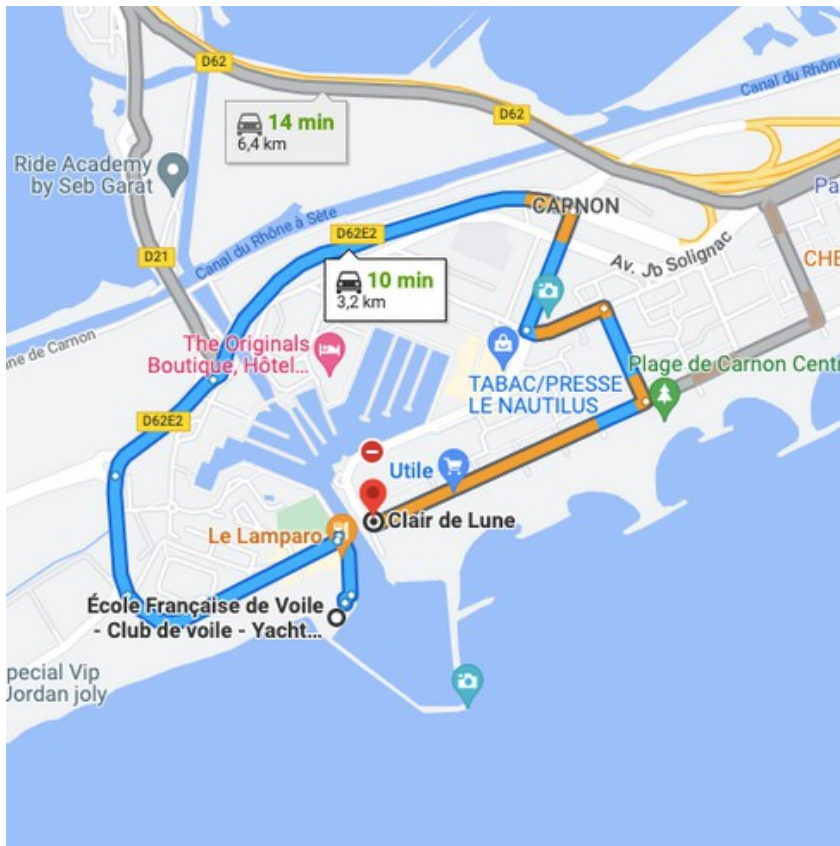 D62
D62
Canal du Rhône
14 min
6,4 km
Ride Academy
by Seb Garat
CARNON
Pa
D62E2
Canal du Rhône à Sète
Av. Jb Solignac
D21
CHE
10 min
3,2 km
ne de Carnon
The Originals
Boutique, Hôtel...
Plage de Carnon Centr
TABAC/PRESSE
LE NAUTILUS
D62E2
Utile
Clair de Lune
Le Lamparo
École Française de Voile
- Club de voile - Yacht...
pecial Vip
Jordan joly